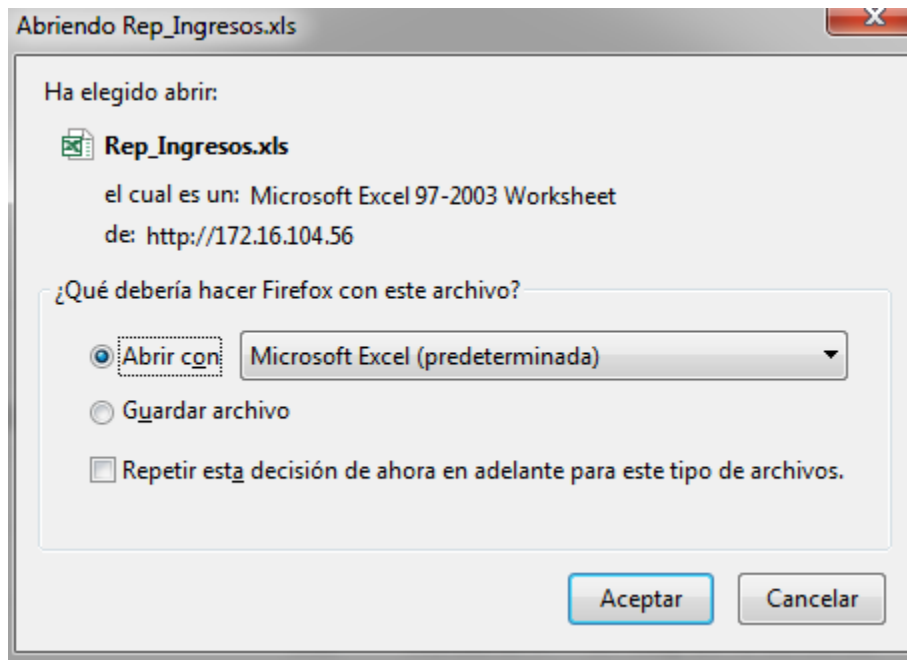 Abriendo Rep_Ingresos.xls
Ha elegido abrir:
Rep_Ingresos.xls
el cual es un: Microsoft Excel 97-2003 Worksheet
de: http://172.16.104.56
¿Qué debería hacer Firefox con este archivo?
Abrir con Microsoft Excel (predeterminada)
Guardar archivo
Repetir esta decisión de ahora en adelante para este tipo de archivos.
Aceptar Cancelar